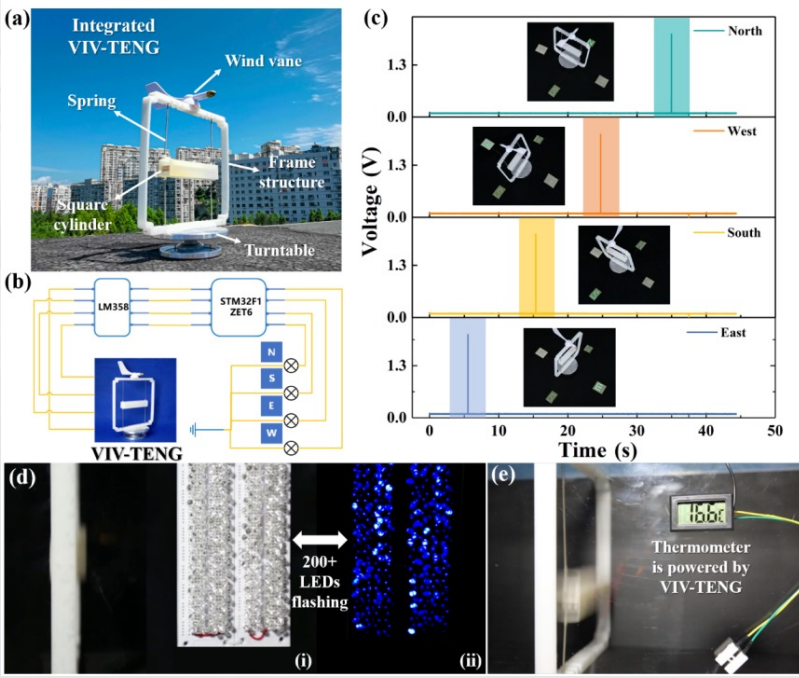 (a)
Integrated
VIV-TENG
Wind vane
Spring
Frame
structure
Square
cylinder
Turntable
(b)
LM358
STM32F1
ZET6
N
S
E
W
VIV-TENG
(c)
Voltage (V)
North
1.3
0.0
West
1.3
0.0
South
1.3
0.0
East
1.3
0.0
0 10 20 30 40 50
Time (s)
(d)
200+
LEDs
flashing
(i)
(ii)
(e)
16.6℃
Thermometer
is powered by
VIV-TENG